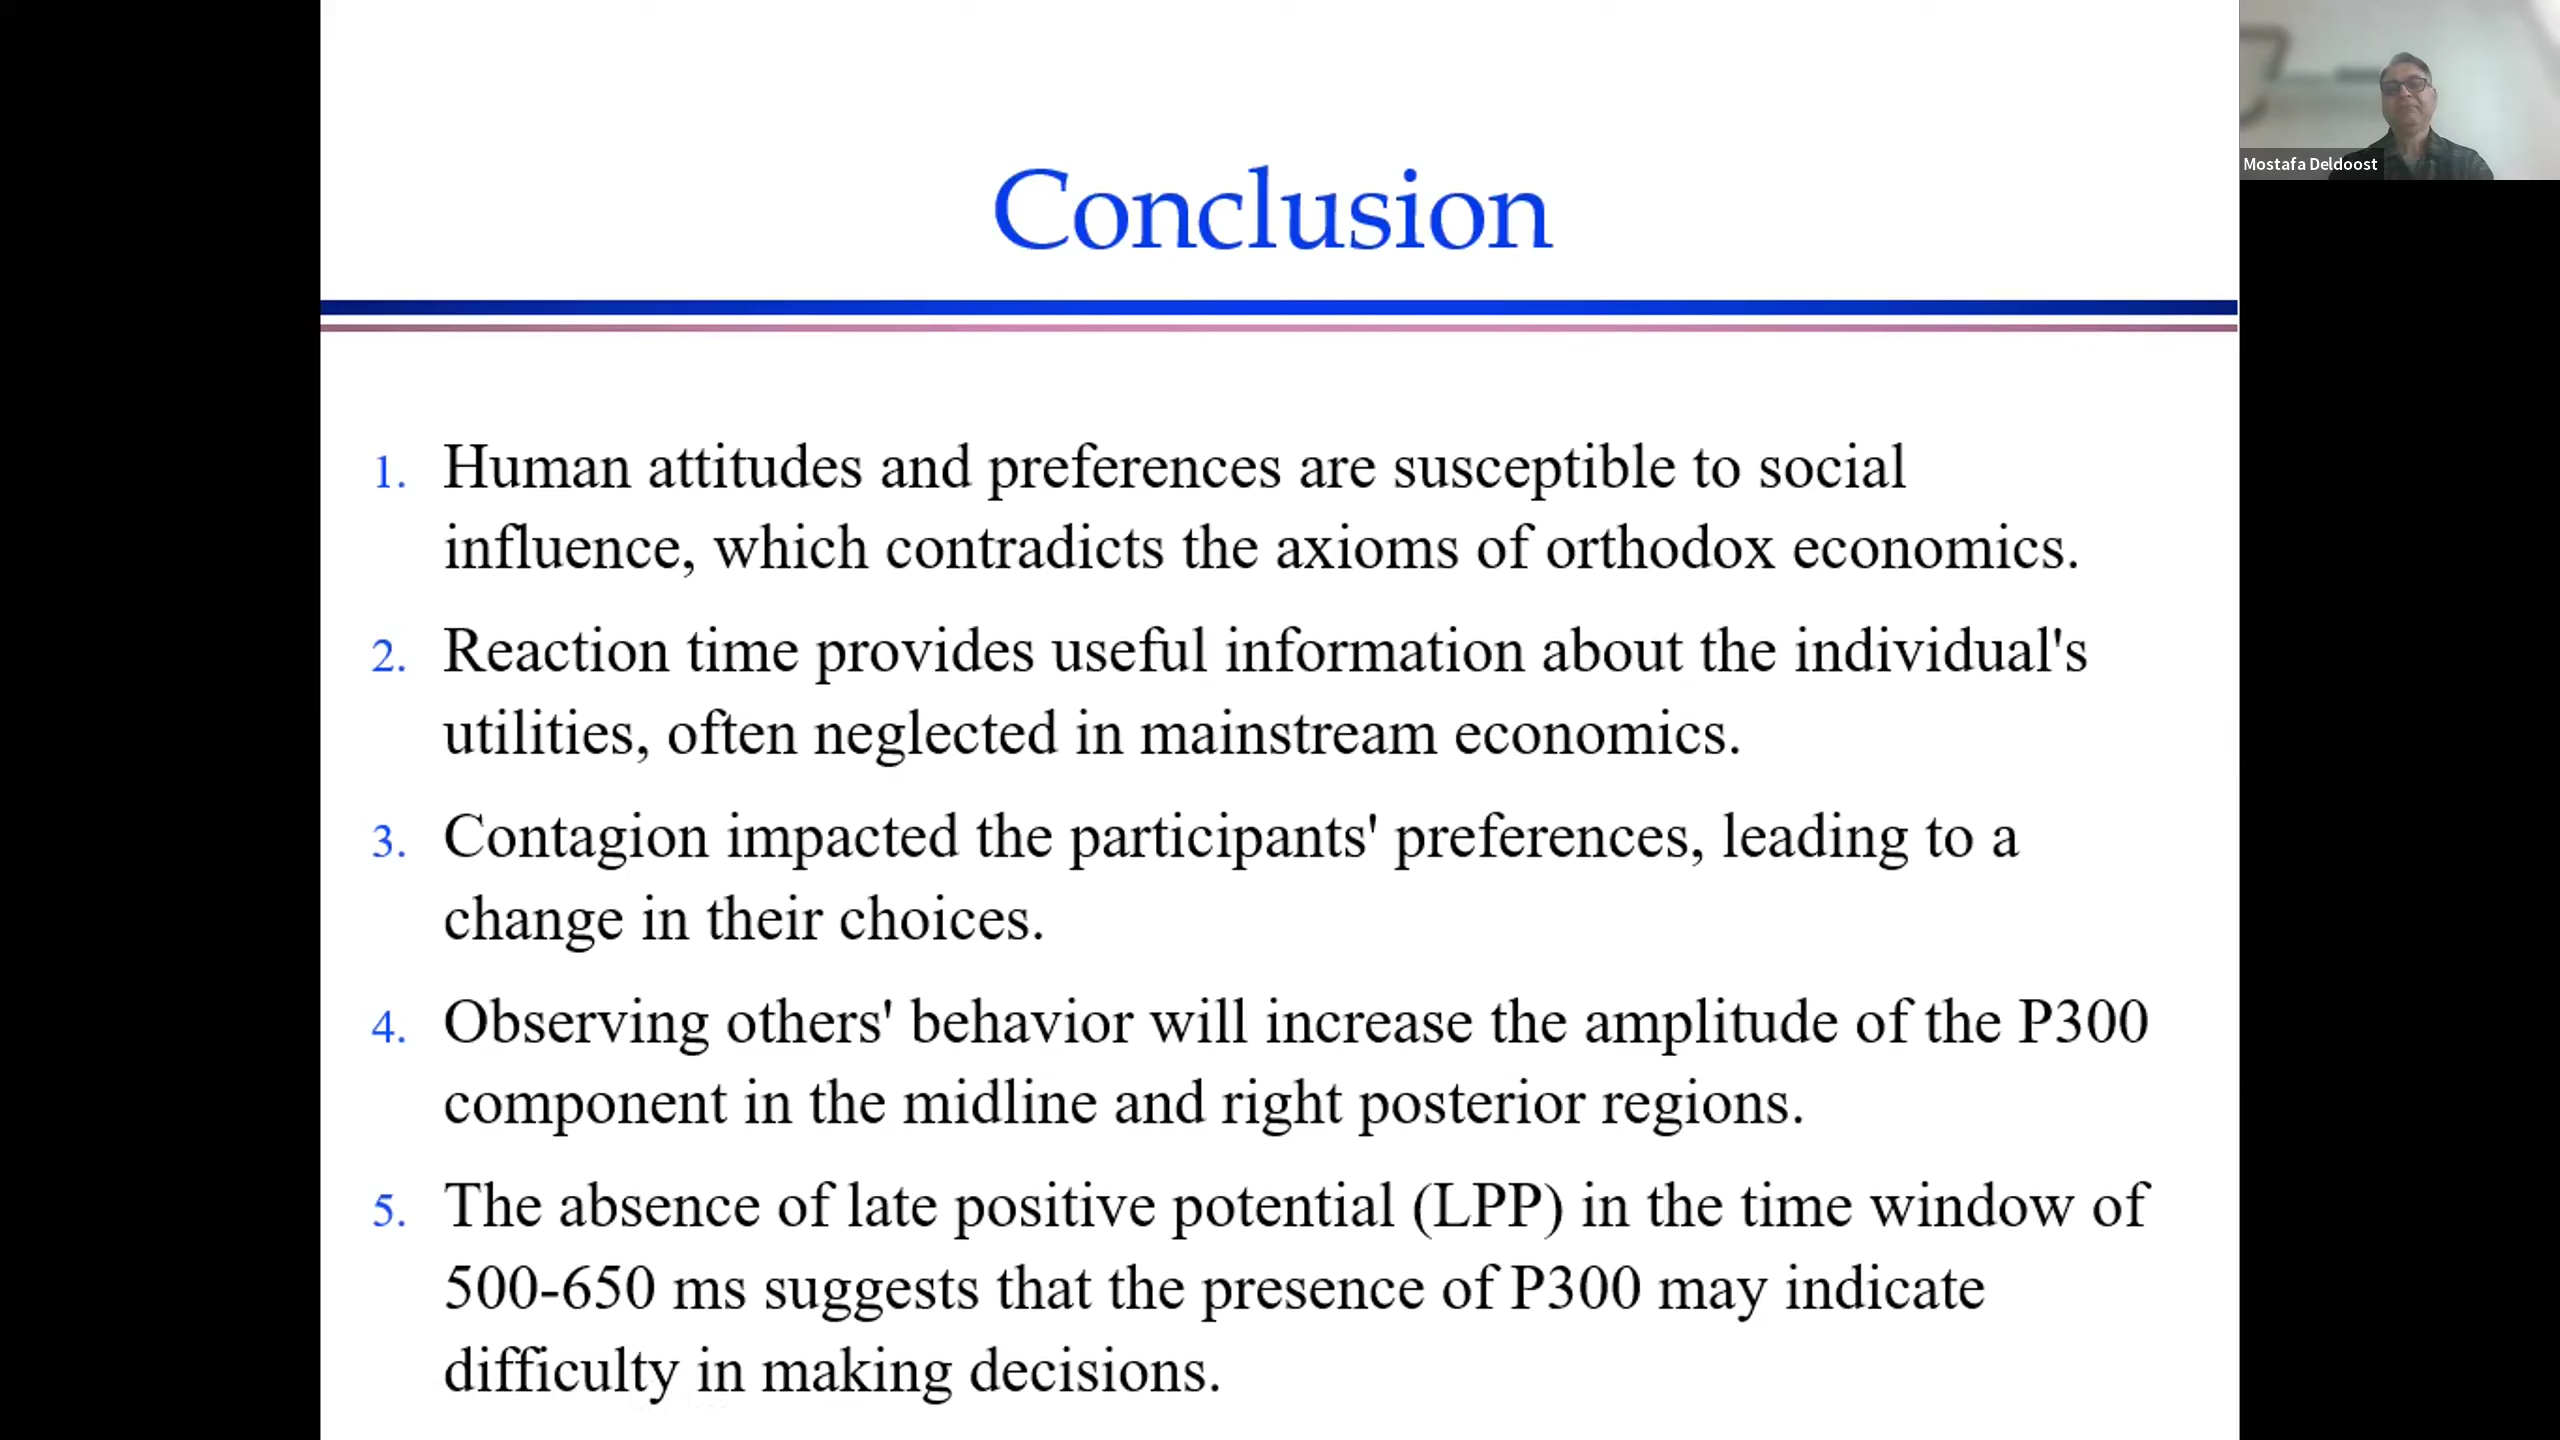 Conclusion
Mostafa Deldoost
1. Human attitudes and preferences are susceptible to social
influence, which contradicts the axioms of orthodox economics.
2. Reaction time provides useful information about the individual's
utilities, often neglected in mainstream economics.
3. Contagion impacted the participants' preferences, leading to a
change in their choices.
4. Observing others' behavior will increase the amplitude of the P300
component in the midline and right posterior regions.
5. The absence of late positive potential (LPP) in the time window of
500-650 ms suggests that the presence of P300 may indicate
difficulty in making decisions.